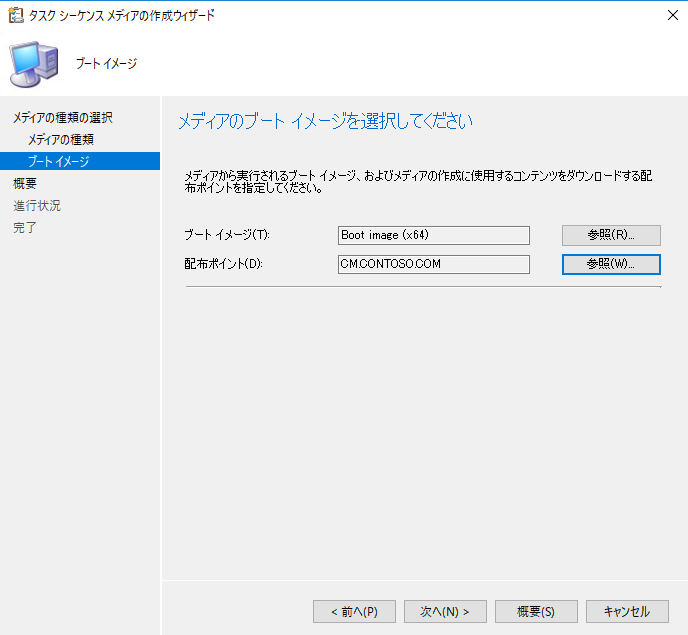 タスク シーケンス メディアの作成ウィザード
ブート イメージ
メディアの種類の選択
メディアの種類
ブート イメージ
概要
進行状況
完了
メディアのブート イメージを選択してください
メディアから実行されるブート イメージ、およびメディアの作成に使用するコンテンツをダウンロードする配
布ポイントを指定してください。
ブート イメージ(T): Boot image (x64) 参照(R)...
配布ポイント(D): CM.CONTOSO.COM 参照(W)...
< 前へ(P) 次へ(N) > 概要(S) キャンセル